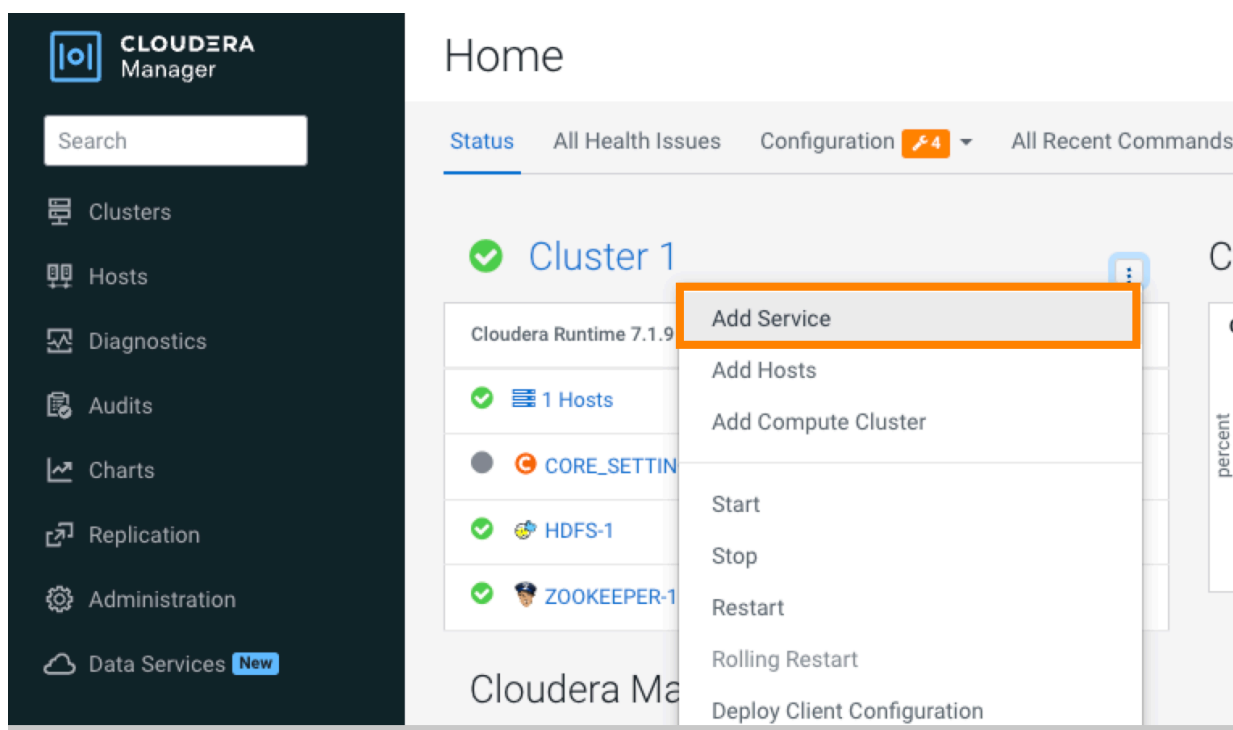 CLOUDERA
Manager
Search
Clusters
Hosts
Diagnostics
Audits
Charts
Replication
Administration
Data Services New
Home
Status All Health Issues Configuration 4 All Recent Commands
Cluster 1
Cloudera Runtime 7.1.9
1 Hosts
CORE_SETTIN
HDFS-1
ZOOKEEPER-1
Cloudera Ma
Add Service
Add Hosts
Add Compute Cluster
Start
Stop
Restart
Rolling Restart
Deploy Client Configuration
C
percent